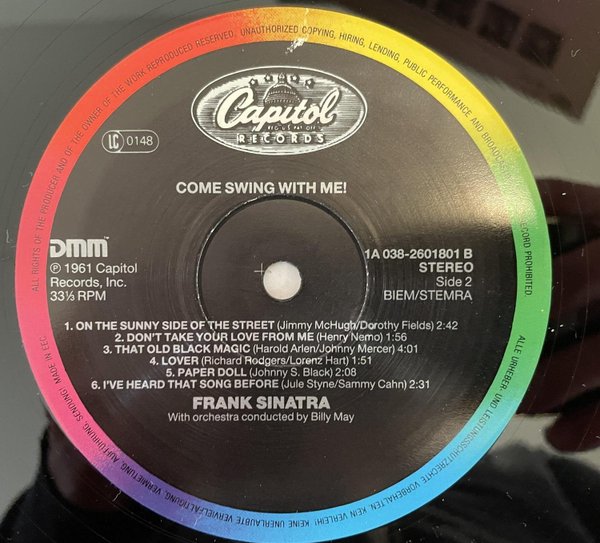 ALL RIGHTS OF THE PRODUCER AND OF THE OWNER OF THE WORK REPRODUCED RESERVED. UNAUTHORIZED COPYING, HIRING, LENDING, PUBLIC PERFORMANCE AND BROADCASTING RECORD PROHIBITED.
Capitol
RECORDS
LC 0148
COME SWING WITH ME!
DMM™
℗ 1961 Capitol
Records, Inc.
33⅓ RPM
1A 038-2601801 B
STEREO
Side 2
BIEM/STEMRA
1. ON THE SUNNY SIDE OF THE STREET (Jimmy McHugh/Dorothy Fields) 2:42
2. DON'T TAKE YOUR LOVE FROM ME (Henry Nemo) 1:56
3. THAT OLD BLACK MAGIC (Harold Arlen/Johnny Mercer) 4:01
4. LOVER (Richard Rodgers/Lorenz Hart) 1:51
5. PAPER DOLL (Johnny S. Black) 2:08
6. I'VE HEARD THAT SONG BEFORE (Jule Styne/Sammy Cahn) 2:31
FRANK SINATRA
With orchestra conducted by Billy May
ALLE URHEBER- UND LEISTUNGSSCHUTZRECHTE VORBEHALTEN KEIN VERLEIH! KEINE UNERLAUBTE VERVIELFÄLTIGUNG, VERMIETUNG, AUFFÜHRUNG, SENDUNG! MADE IN EEC